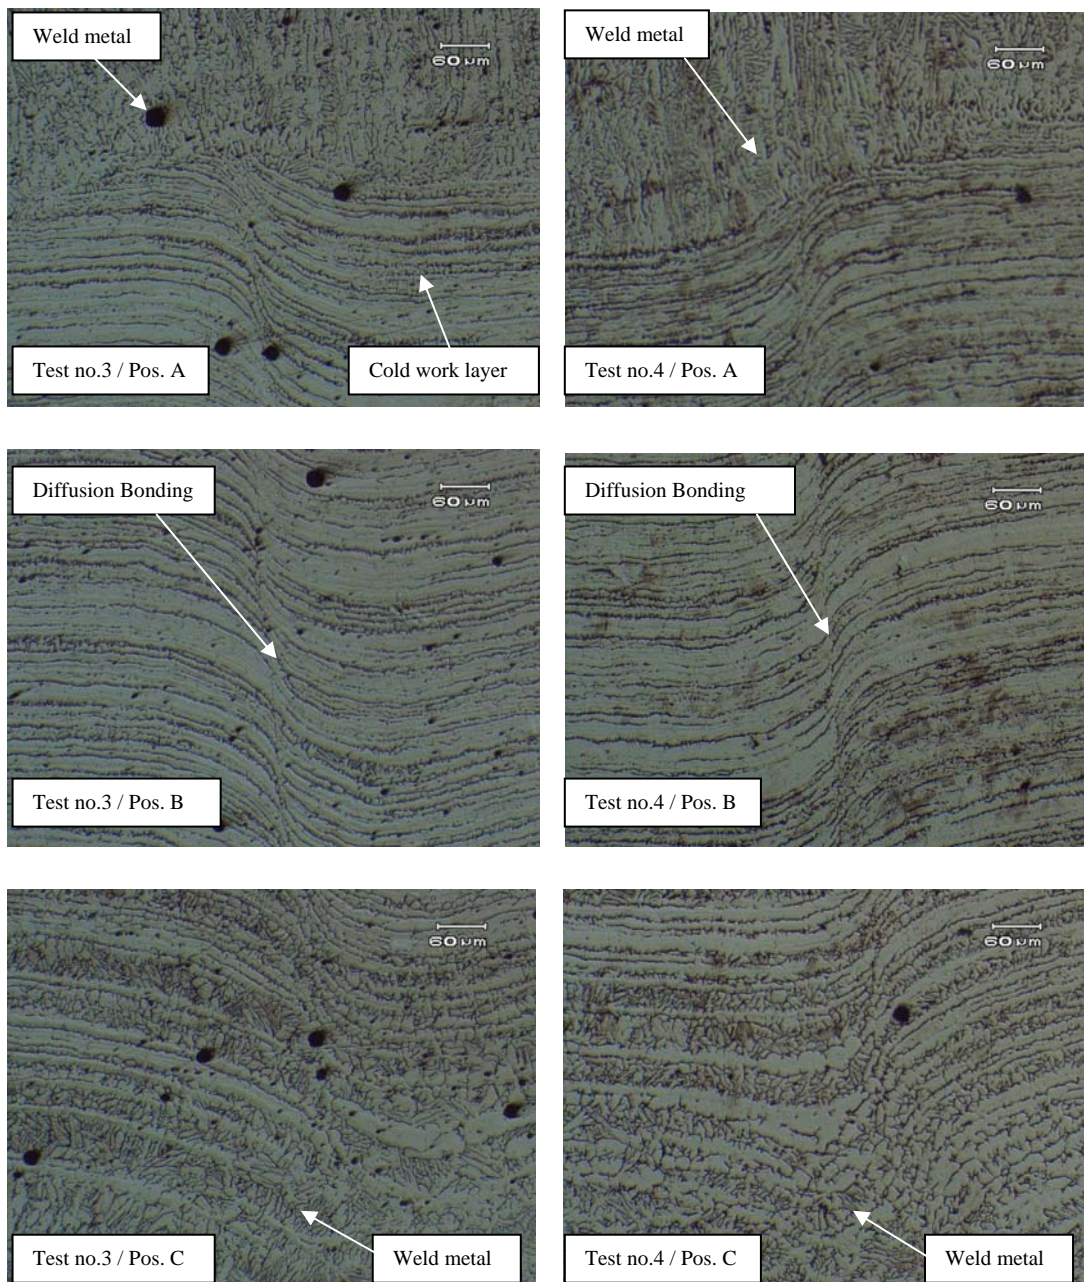 Weld metal
60 µm
Test no.3 / Pos. A
Cold work layer
Weld metal
60 µm
Test no.4 / Pos. A
Diffusion Bonding
60 µm
Test no.3 / Pos. B
Diffusion Bonding
60 µm
Test no.4 / Pos. B
60 µm
Test no.3 / Pos. C
Weld metal
60 µm
Test no.4 / Pos. C
Weld metal